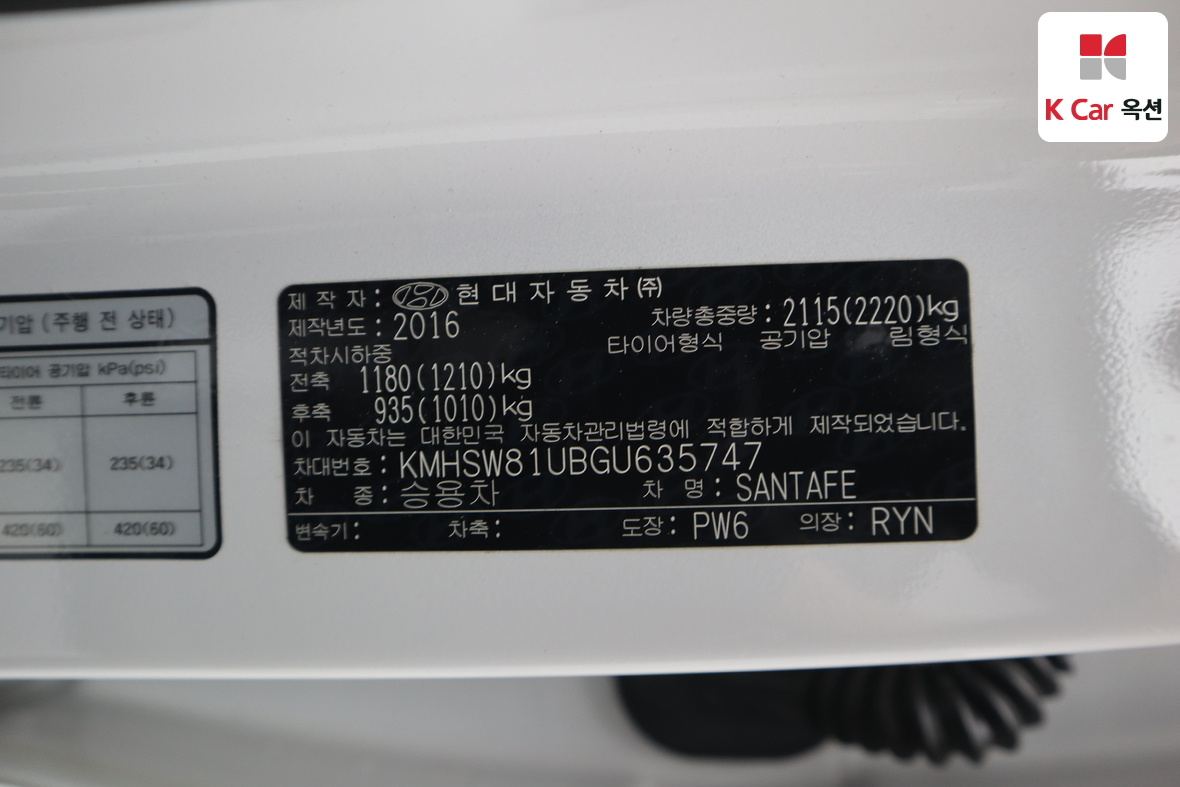 K Car 옥션
기압 (주행 전 상태)
타이어 공기압 kPa(psi)
전륜 후륜
235(34) 235(34)
420(60) 420(60)
제 작 자 : 현 대 자 동 차 ㈜
제작년도 : 2016 차량총중량 : 2115(2220)kg
적차시하중 타이어형식 공기압 림형식
전축 1180(1210)kg
후축 935(1010)kg
이 자동차는 대한민국 자동차관리법령에 적합하게 제작되었습니다.
차대번호 : KMHSW81UBGU635747
차 종 : 승용차 차 명 : SANTAFE
변속기 : 차축 : 도장 : PW6 의장 : RYN